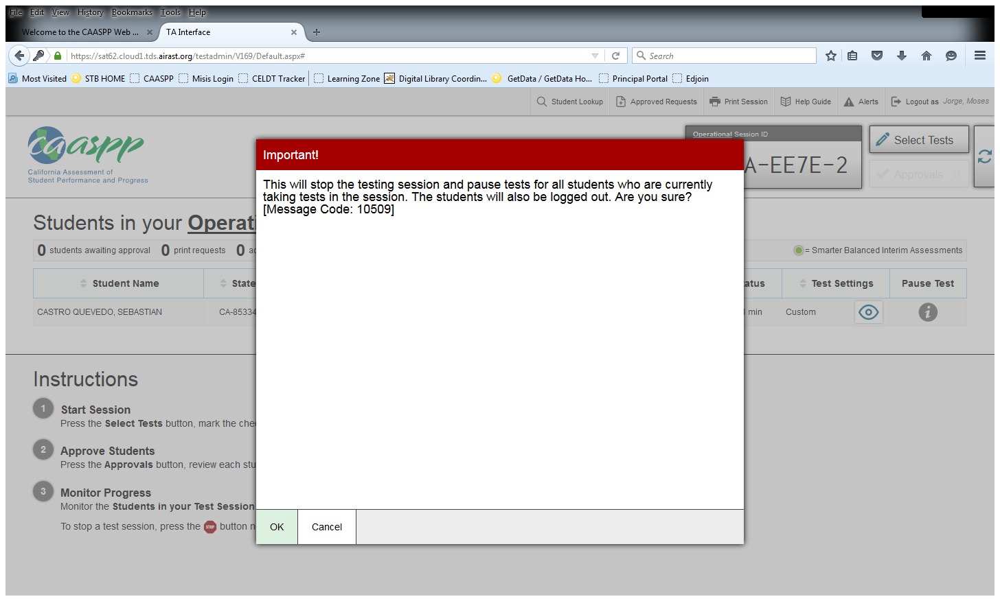 File Edit View History Bookmarks Tools Help
Welcome to the CAASPP Web ... × TA Interface × +
https://sat62.cloud1.tds.airast.org/testadmin/V169/Default.aspx# Search
Most Visited STB HOME CAASPP Misis Login CELDT Tracker Learning Zone Digital Library Coordin... GetData / GetData Ho... Principal Portal Edjoin
Student Lookup Approved Requests Print Session Help Guide Alerts Logout as Jorge, Moses
caaspp
California Assessment of
Student Performance and Progress
Operational Session ID
A-EE7E-2
Select Tests
Approvals 0
Important!
This will stop the testing session and pause tests for all students who are currently
taking tests in the session. The students will also be logged out. Are you sure?
[Message Code: 10509]
OK Cancel
Students in your Operati
0 students awaiting approval 0 print requests 0 = Smarter Balanced Interim Assessments
Student Name State atus Test Settings Pause Test
CASTRO QUEVEDO, SEBASTIAN CA-85334 min Custom i
Instructions
1 Start Session
Press the Select Tests button, mark the che
2 Approve Students
Press the Approvals button, review each stu
3 Monitor Progress
Monitor the Students in your Test Session
To stop a test session, press the STOP button n